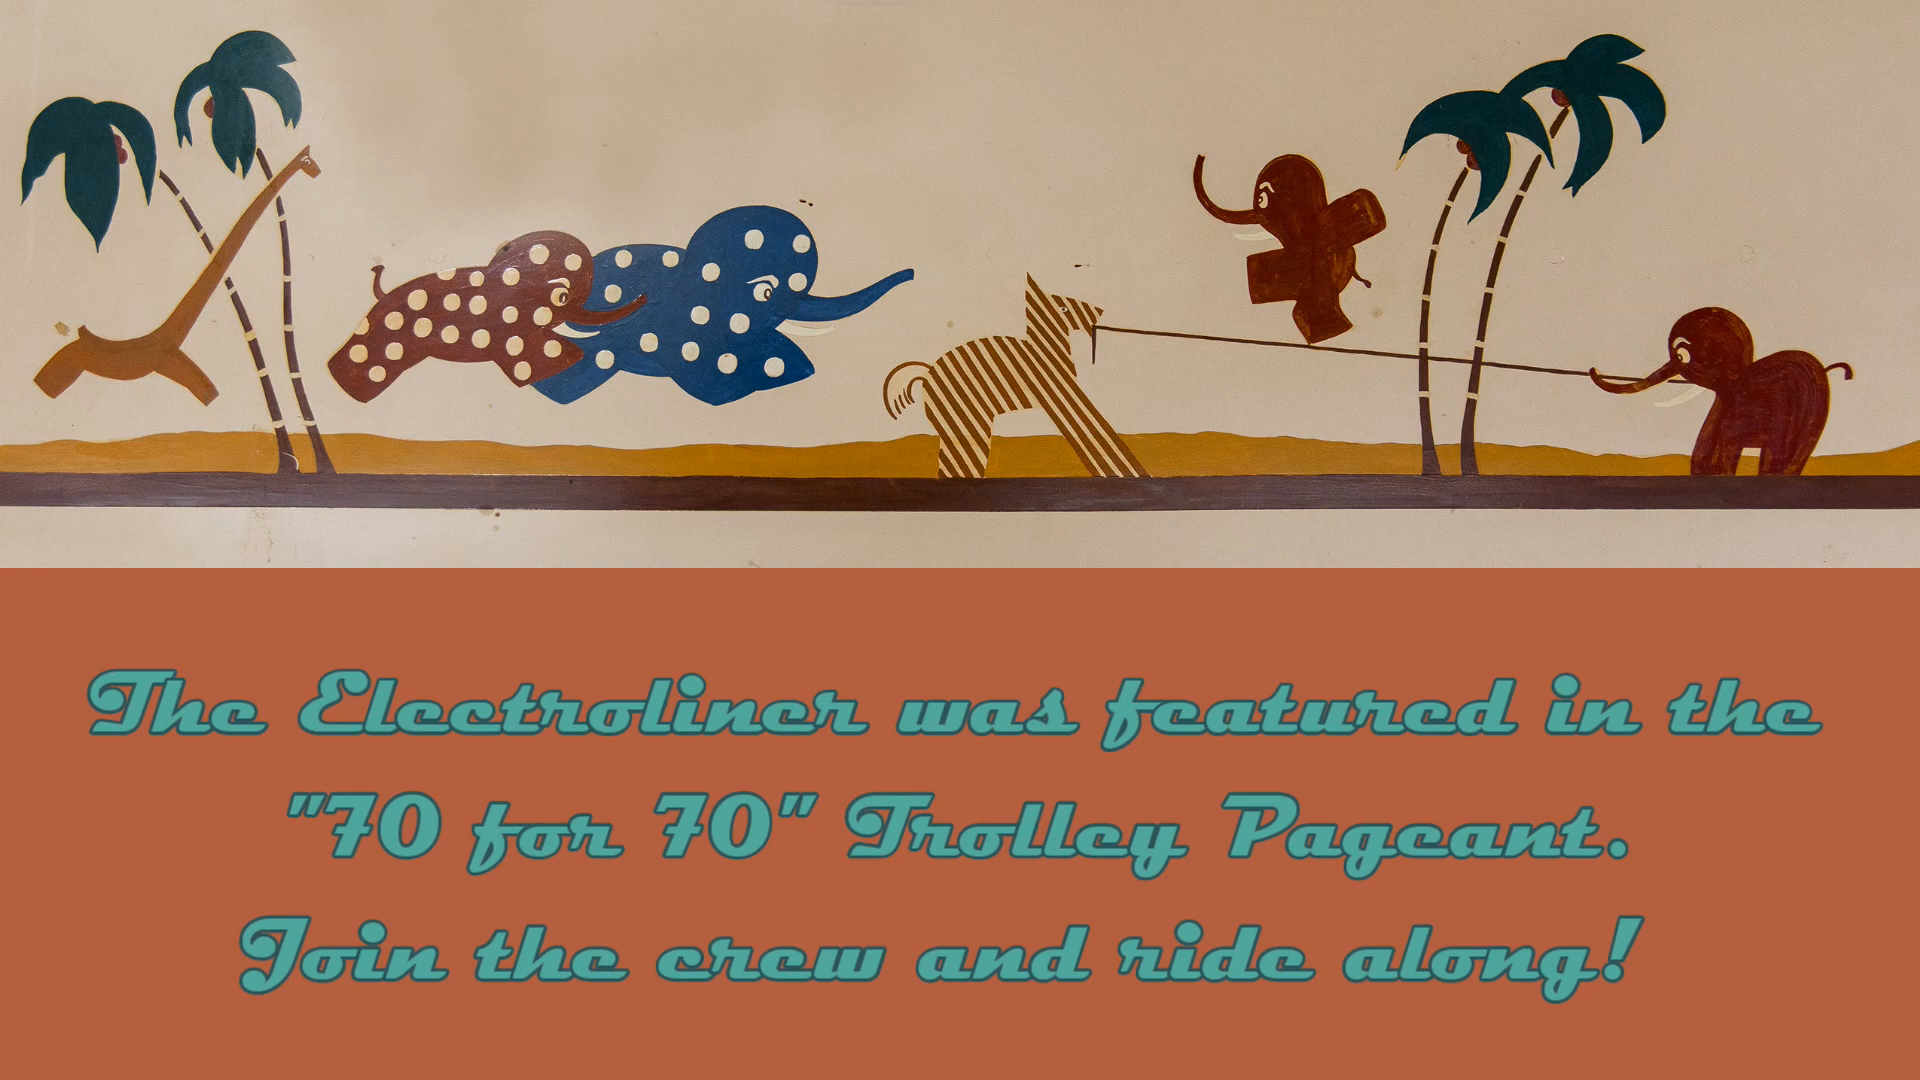 The Electroliner was featured in the
"70 for 70" Trolley Pageant.
Join the crew and ride along!